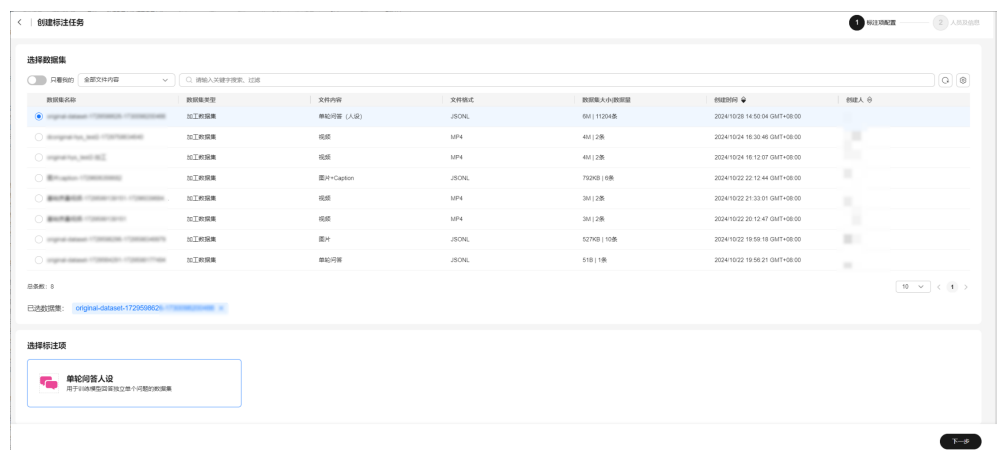 创建标注任务
1 标注项配置
2 人员及信息
选择数据集
只看我的 全部文件内容 请输入关键字搜索、过滤
数据集名称 数据集类型 文件内容 文件格式 数据集大小|数据量 创建时间 创建人
加工数据集 单轮问答 (人设) JSONL 6M | 11204条 2024/10/28 14:50:04 GMT+08:00
加工数据集 视频 MP4 4M | 2条 2024/10/24 16:30:46 GMT+08:00
加工数据集 视频 MP4 4M | 2条 2024/10/24 16:12:07 GMT+08:00
加工数据集 图片+Caption JSONL 792KB | 6条 2024/10/22 22:12:44 GMT+08:00
加工数据集 视频 MP4 3M | 2条 2024/10/22 21:33:01 GMT+08:00
加工数据集 视频 MP4 3M | 2条 2024/10/22 20:12:47 GMT+08:00
加工数据集 图片 JSONL 527KB | 10条 2024/10/22 19:59:18 GMT+08:00
加工数据集 单轮问答 JSONL 51B | 1条 2024/10/22 19:56:21 GMT+08:00
总条数: 8
10
1
已选数据集: original-dataset-1729598626
选择标注项
单轮问答人设
用于训练模型回答独立单个问题的数据集
下一步